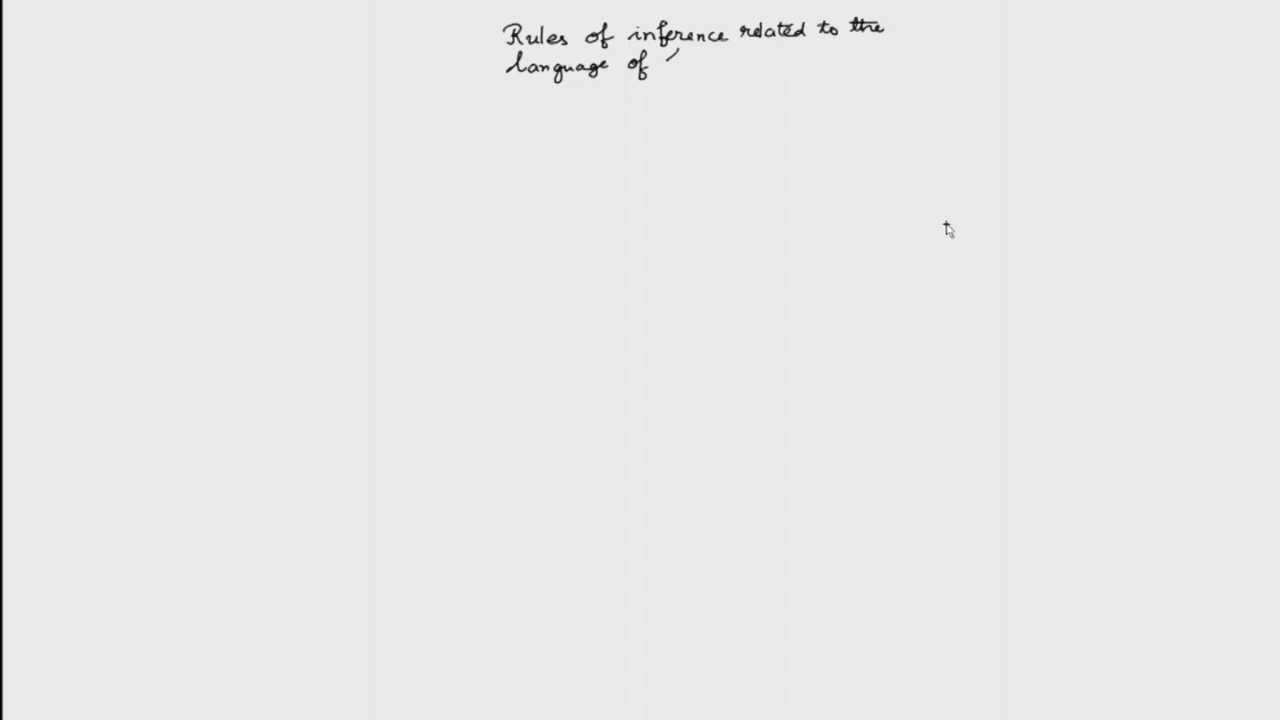 Rules of inference related to the
language of